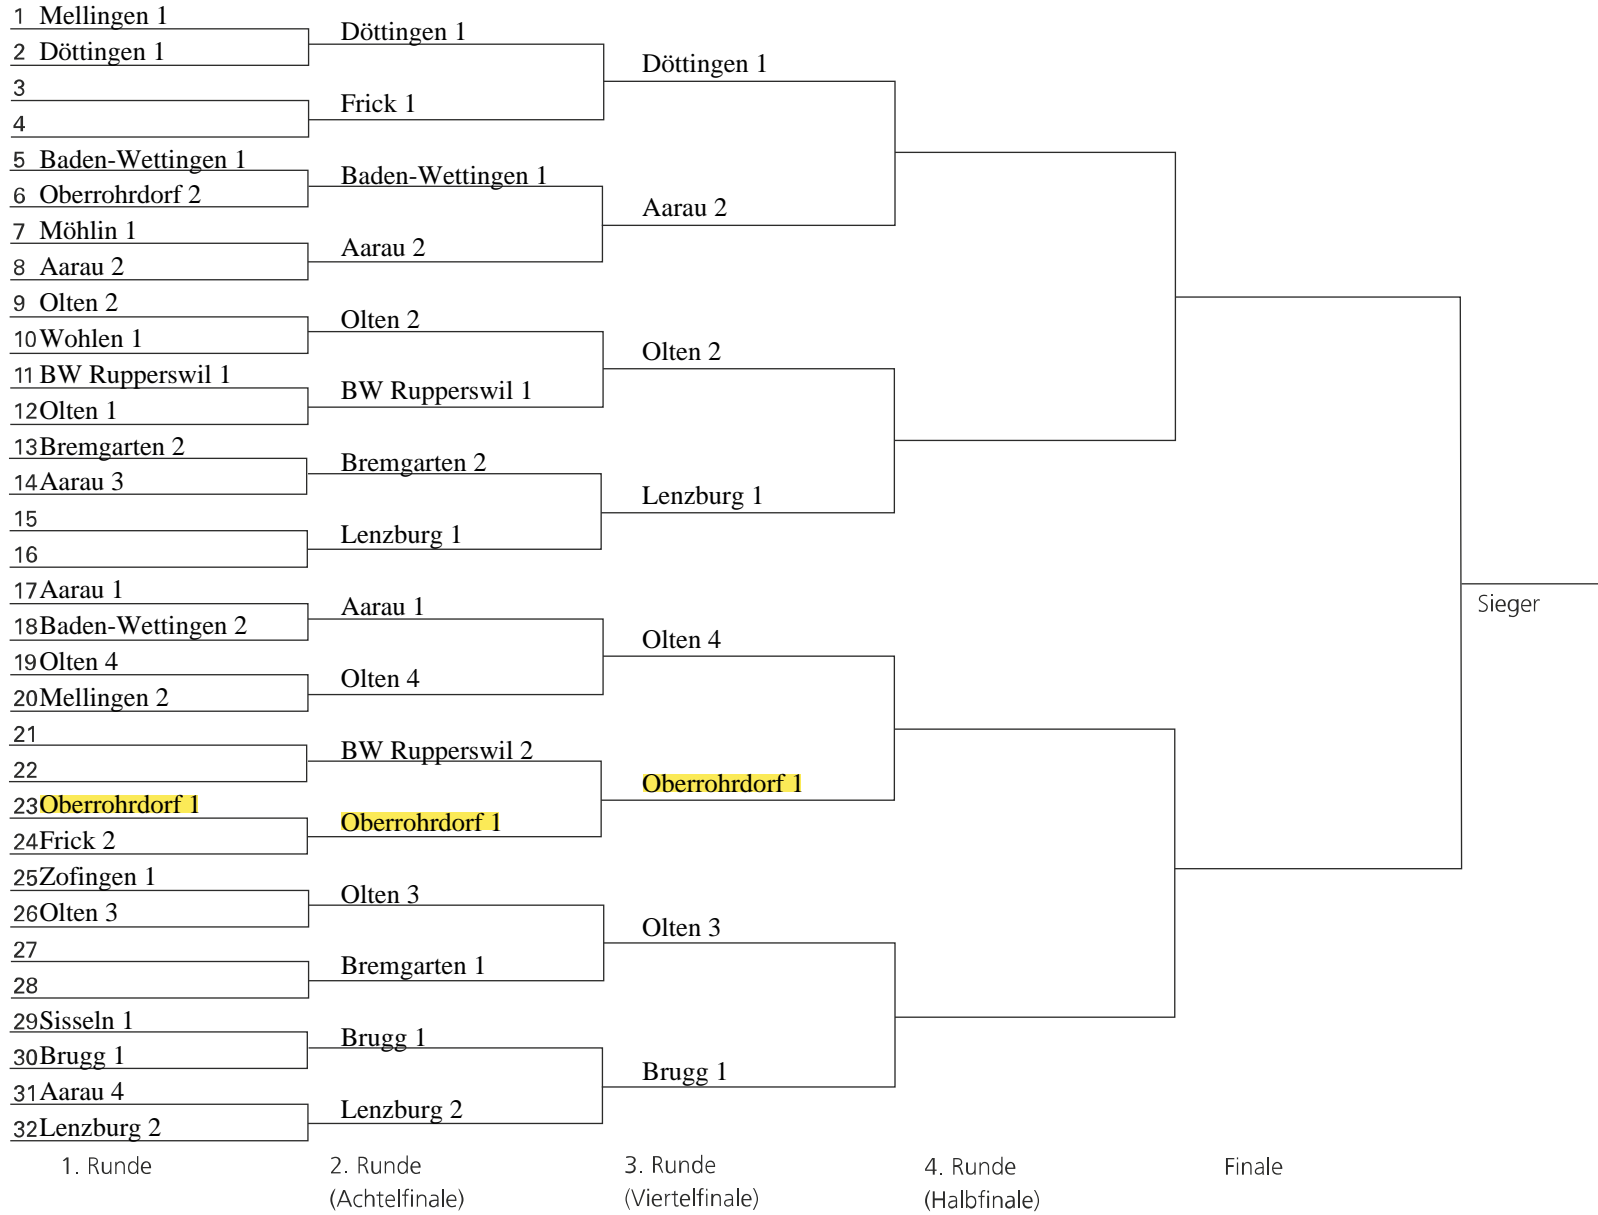 1 Mellingen 1
2 Döttingen 1
3
4
5 Baden-Wettingen 1
6 Oberrohrdorf 2
7 Möhlin 1
8 Aarau 2
9 Olten 2
10 Wohlen 1
11 BW Rupperswil 1
12 Olten 1
13 Bremgarten 2
14 Aarau 3
15
16
17 Aarau 1
18 Baden-Wettingen 2
19 Olten 4
20 Mellingen 2
21
22
23 Oberrohrdorf 1
24 Frick 2
25 Zofingen 1
26 Olten 3
27
28
29 Sisseln 1
30 Brugg 1
31 Aarau 4
32 Lenzburg 2
1. Runde
Döttingen 1
Frick 1
Baden-Wettingen 1
Aarau 2
Olten 2
BW Rupperswil 1
Bremgarten 2
Lenzburg 1
Aarau 1
Olten 4
BW Rupperswil 2
Oberrohrdorf 1
Olten 3
Bremgarten 1
Brugg 1
Lenzburg 2
2. Runde
(Achtelfinale)
Döttingen 1
Aarau 2
Olten 2
Lenzburg 1
Olten 4
Oberrohrdorf 1
Olten 3
Brugg 1
3. Runde
(Viertelfinale)
4. Runde
(Halbfinale)
Finale
Sieger